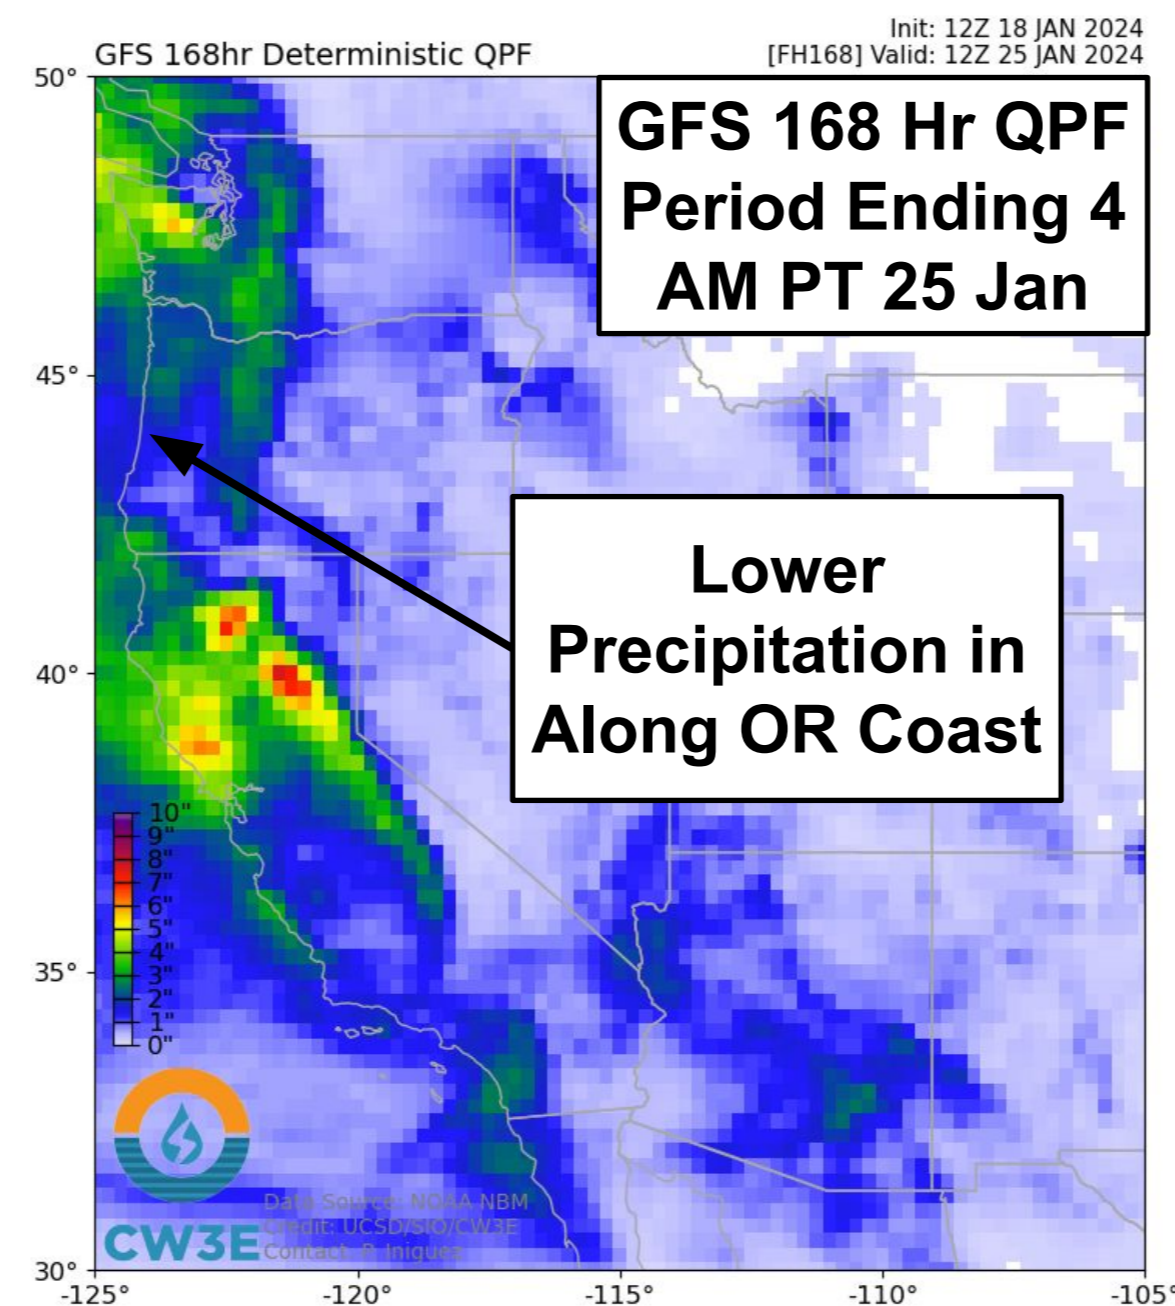 Init: 12Z 18 JAN 2024
GFS 168hr Deterministic QPF
[FH168] Valid: 12Z 25 JAN 2024
50°
GFS 168 Hr QPF
Period Ending 4
AM PT 25 Jan
45°
Lower
Precipitation in
Along OR Coast
40°
10"
9"
8"
7"
6"
5"
4"
3"
2"
1"
0"
35°
Data Source: NOAA NBM
Credit: UCSD/SIO/CW3E
Contact: P. Iniguez
CW3E
30°
-125°
-120°
-115°
-110°
-105°